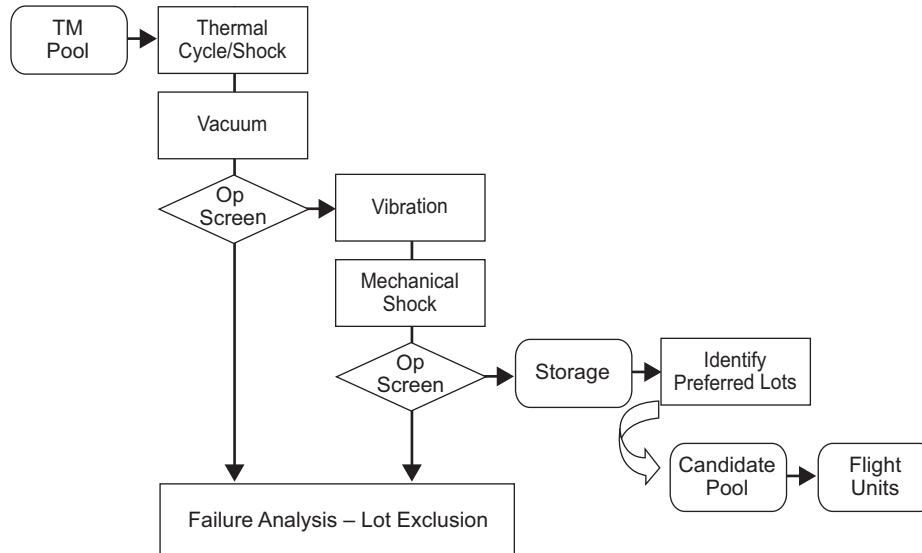 TM
Pool
Thermal
Cycle/Shock
Vacuum
Op
Screen
Vibration
Mechanical
Shock
Op
Screen
Storage
Identify
Preferred Lots
Candidate
Pool
Flight
Units
Failure Analysis – Lot Exclusion